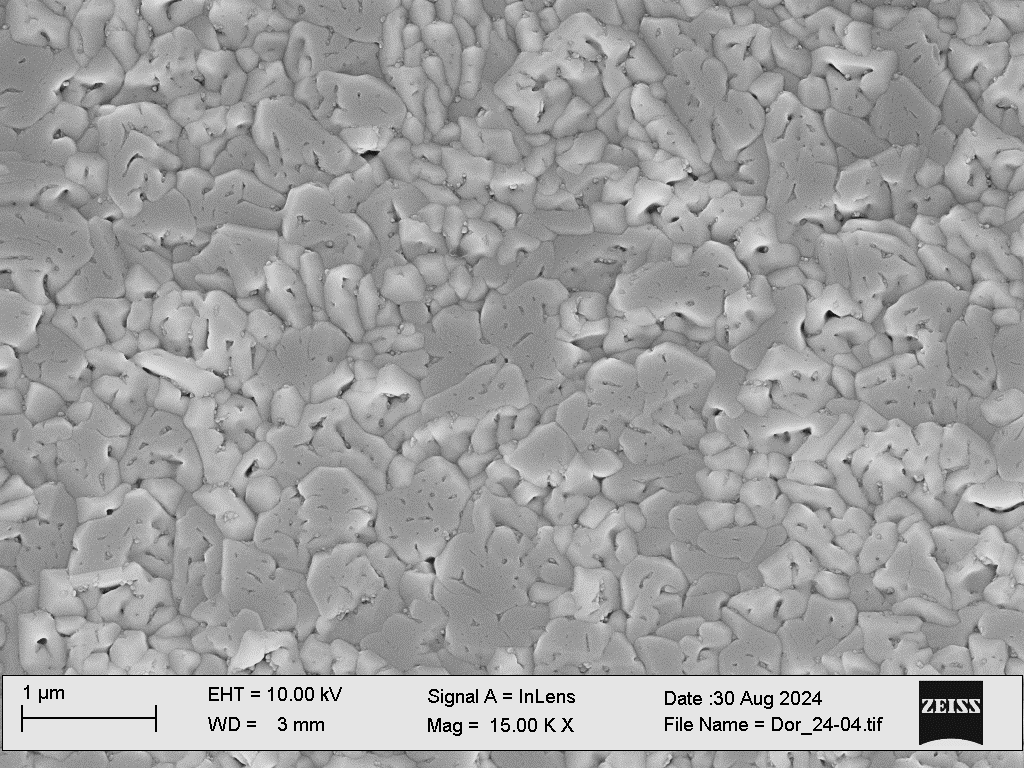 1 µm
EHT = 10.00 kV
WD = 3 mm
Signal A = InLens
Mag = 15.00 K X
Date :30 Aug 2024
File Name = Dor_24-04.tif
ZEISS